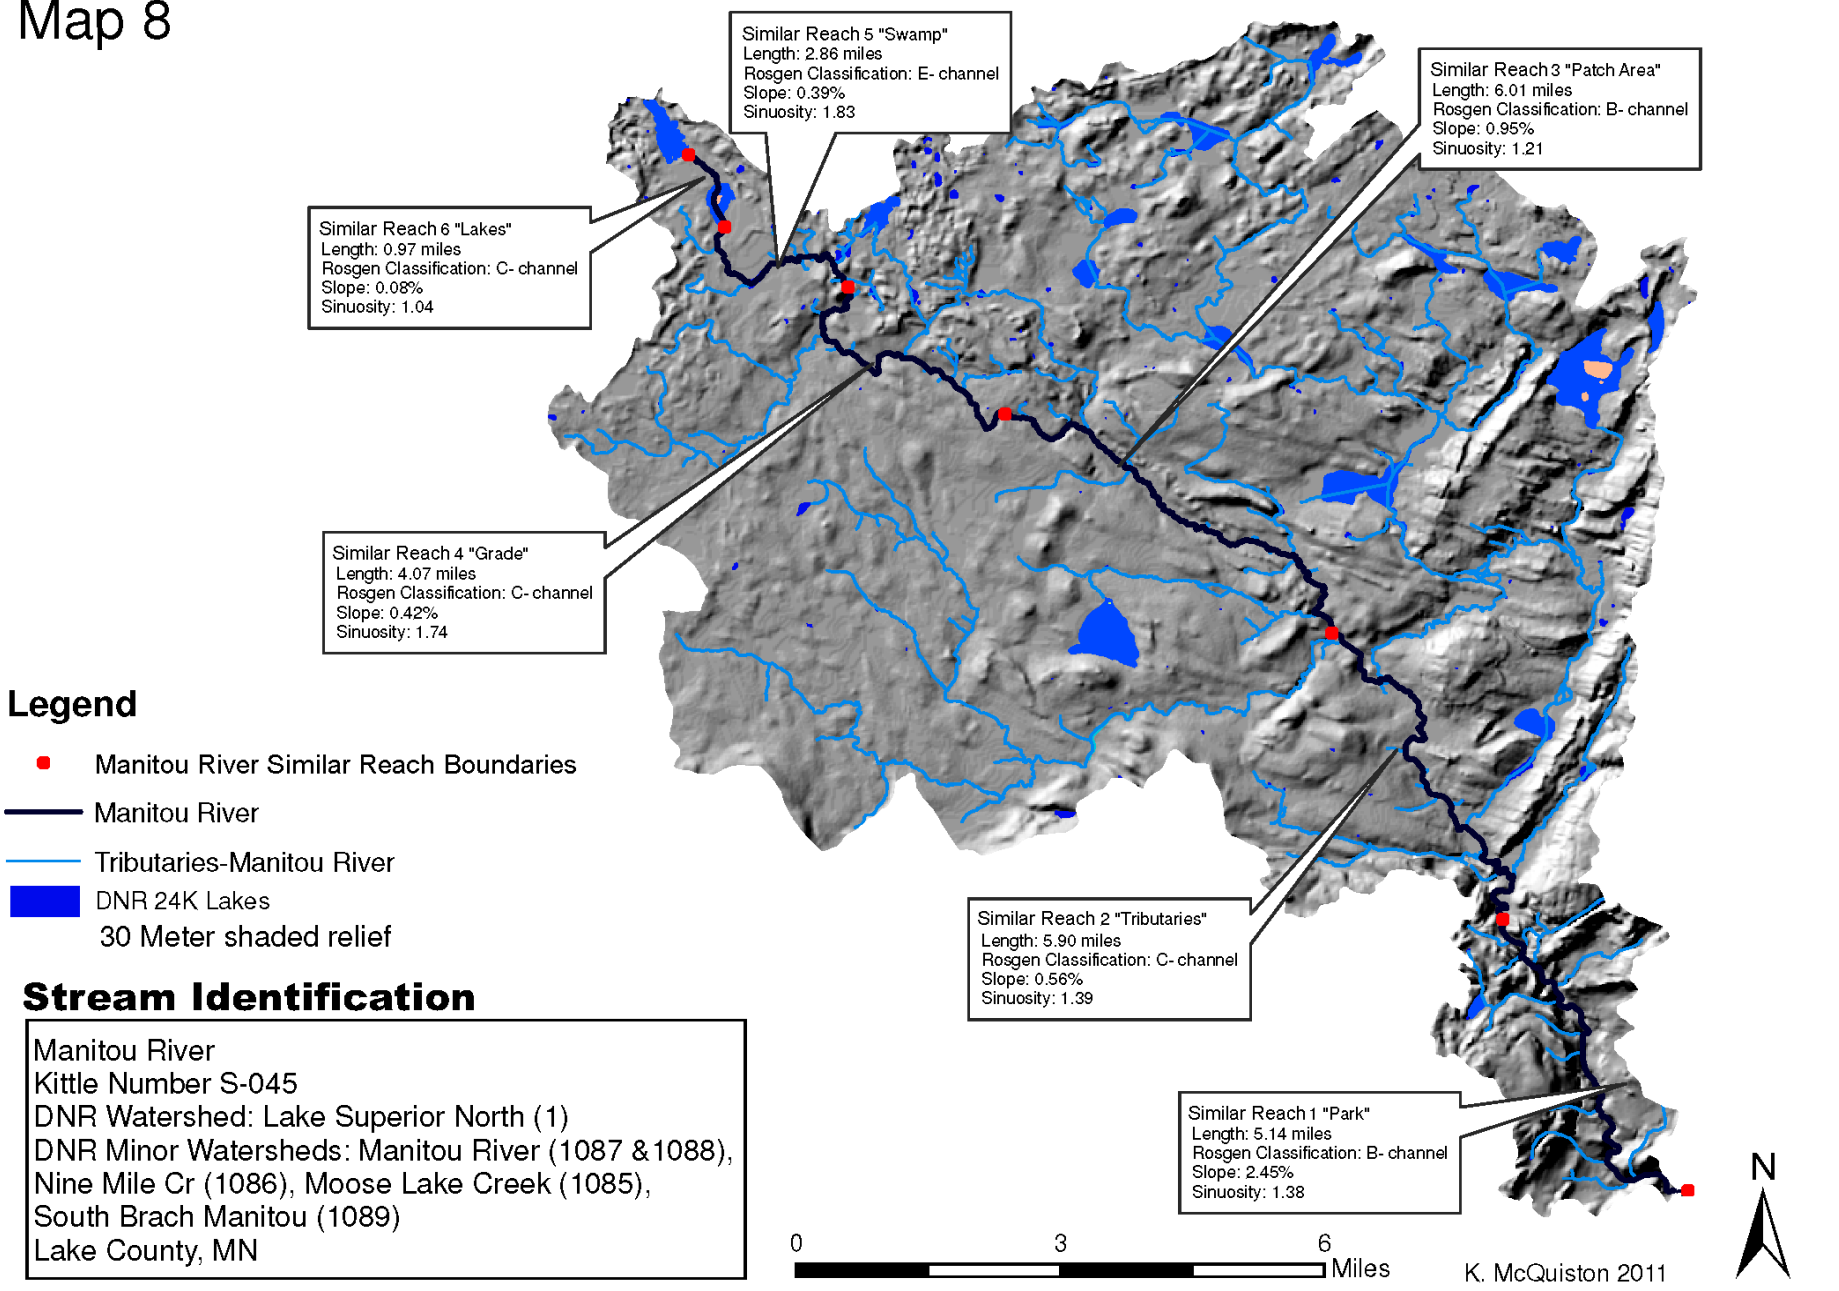 Map 8
Similar Reach 5 "Swamp"
Length: 2.86 miles
Rosgen Classification: E- channel
Slope: 0.39%
Sinuosity: 1.83
Similar Reach 3 "Patch Area"
Length: 6.01 miles
Rosgen Classification: B- channel
Slope: 0.95%
Sinuosity: 1.21
Similar Reach 6 "Lakes"
Length: 0.97 miles
Rosgen Classification: C- channel
Slope: 0.08%
Sinuosity: 1.04
Similar Reach 4 "Grade"
Length: 4.07 miles
Rosgen Classification: C- channel
Slope: 0.42%
Sinuosity: 1.74
Legend
Manitou River Similar Reach Boundaries
Manitou River
Tributaries-Manitou River
DNR 24K Lakes
30 Meter shaded relief
Similar Reach 2 "Tributaries"
Length: 5.90 miles
Rosgen Classification: C- channel
Slope: 0.56%
Sinuosity: 1.39
Stream Identification
Manitou River
Kittle Number S-045
DNR Watershed: Lake Superior North (1)
DNR Minor Watersheds: Manitou River (1087 &1088),
Nine Mile Cr (1086), Moose Lake Creek (1085),
South Brach Manitou (1089)
Lake County, MN
Similar Reach 1 "Park"
Length: 5.14 miles
Rosgen Classification: B- channel
Slope: 2.45%
Sinuosity: 1.38
N
0 3 6
Miles
K. McQuiston 2011